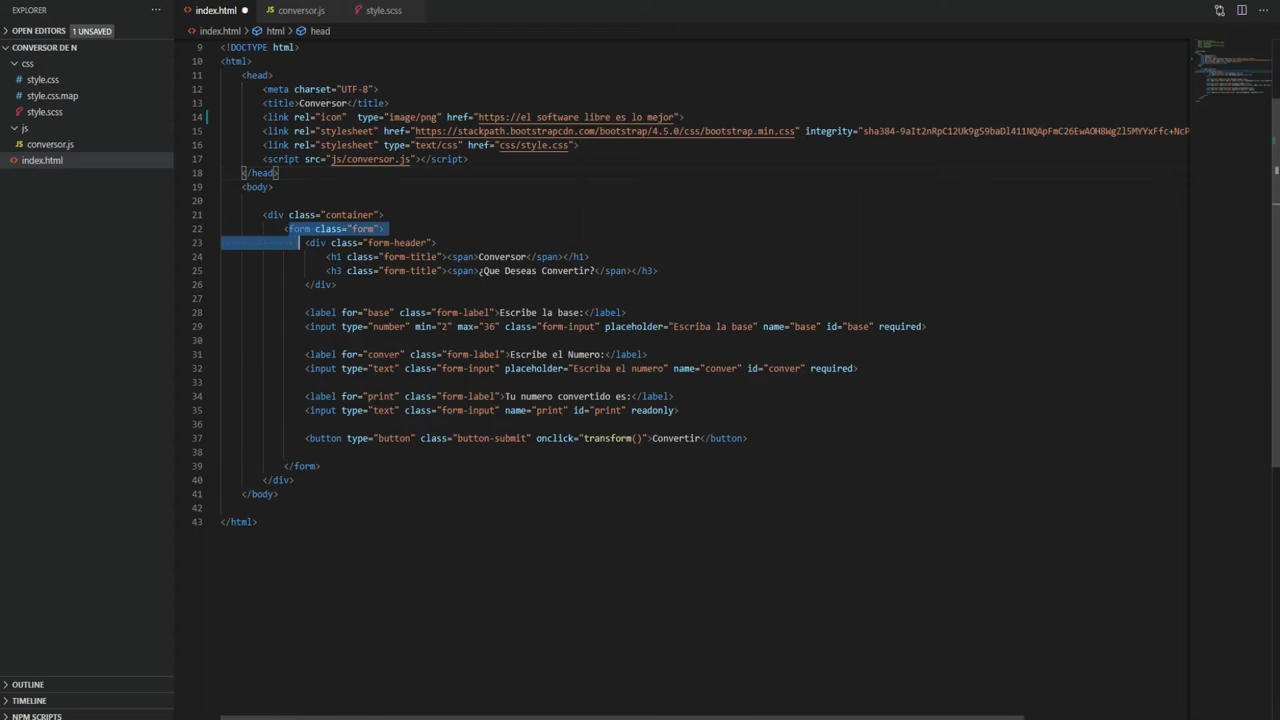 EXPLORER
···
index.html
conversor.js
style.scss
···
OPEN EDITORS 1 UNSAVED
index.html > html > head
CONVERSOR DE N
css
style.css
style.css.map
style.scss
js
conversor.js
index.html
9 <!DOCTYPE html>
10 <html>
11 <head>
12 <meta charset="UTF-8">
13 <title>Conversor</title>
14 <link rel="icon"  type="image/png" href="https://el software libre es lo mejor">
15 <link rel="stylesheet" href="https://stackpath.bootstrapcdn.com/bootstrap/4.5.0/css/bootstrap.min.css" integrity="sha384-9aIt2nRpC12Uk9gS9baDl411NQApFmC26EwAOH8WgZl5MYYxFfc+NcP
16 <link rel="stylesheet" type="text/css" href="css/style.css">
17 <script src="js/conversor.js"></script>
18 </head>
19 <body>
20
21 <div class="container">
22 <form class="form">
23 <div class="form-header">
24 <h1 class="form-title"><span>Conversor</span></h1>
25 <h3 class="form-title"><span>¿Que Deseas Convertir?</span></h3>
26 </div>
27
28 <label for="base" class="form-label">Escribe la base:</label>
29 <input type="number" min="2" max="36" class="form-input" placeholder="Escriba la base" name="base" id="base" required>
30
31 <label for="conver" class="form-label">Escribe el Numero:</label>
32 <input type="text" class="form-input" placeholder="Escriba el numero" name="conver" id="conver" required>
33
34 <label for="print" class="form-label">Tu numero convertido es:</label>
35 <input type="text" class="form-input" name="print" id="print" readonly>
36
37 <button type="button" class="button-submit" onclick="transform()">Convertir</button>
38
39 </form>
40 </div>
41 </body>
42
43 </html>
OUTLINE
TIMELINE
NPM SCRIPTS